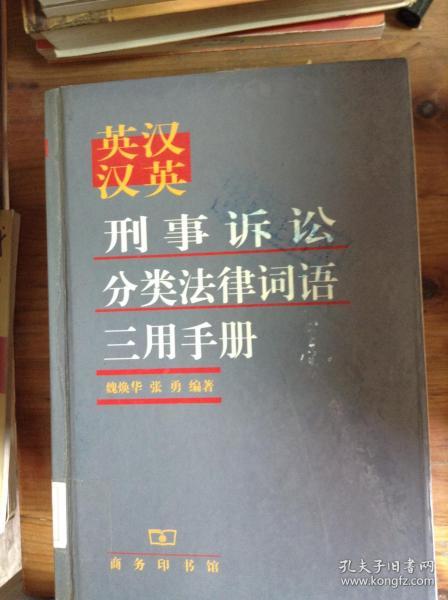 英汉
汉英
刑事诉讼
分类法律词语
三用手册
魏焕华 张 勇 编著
商务印书馆
孔夫子旧书网
www.kongfz.com